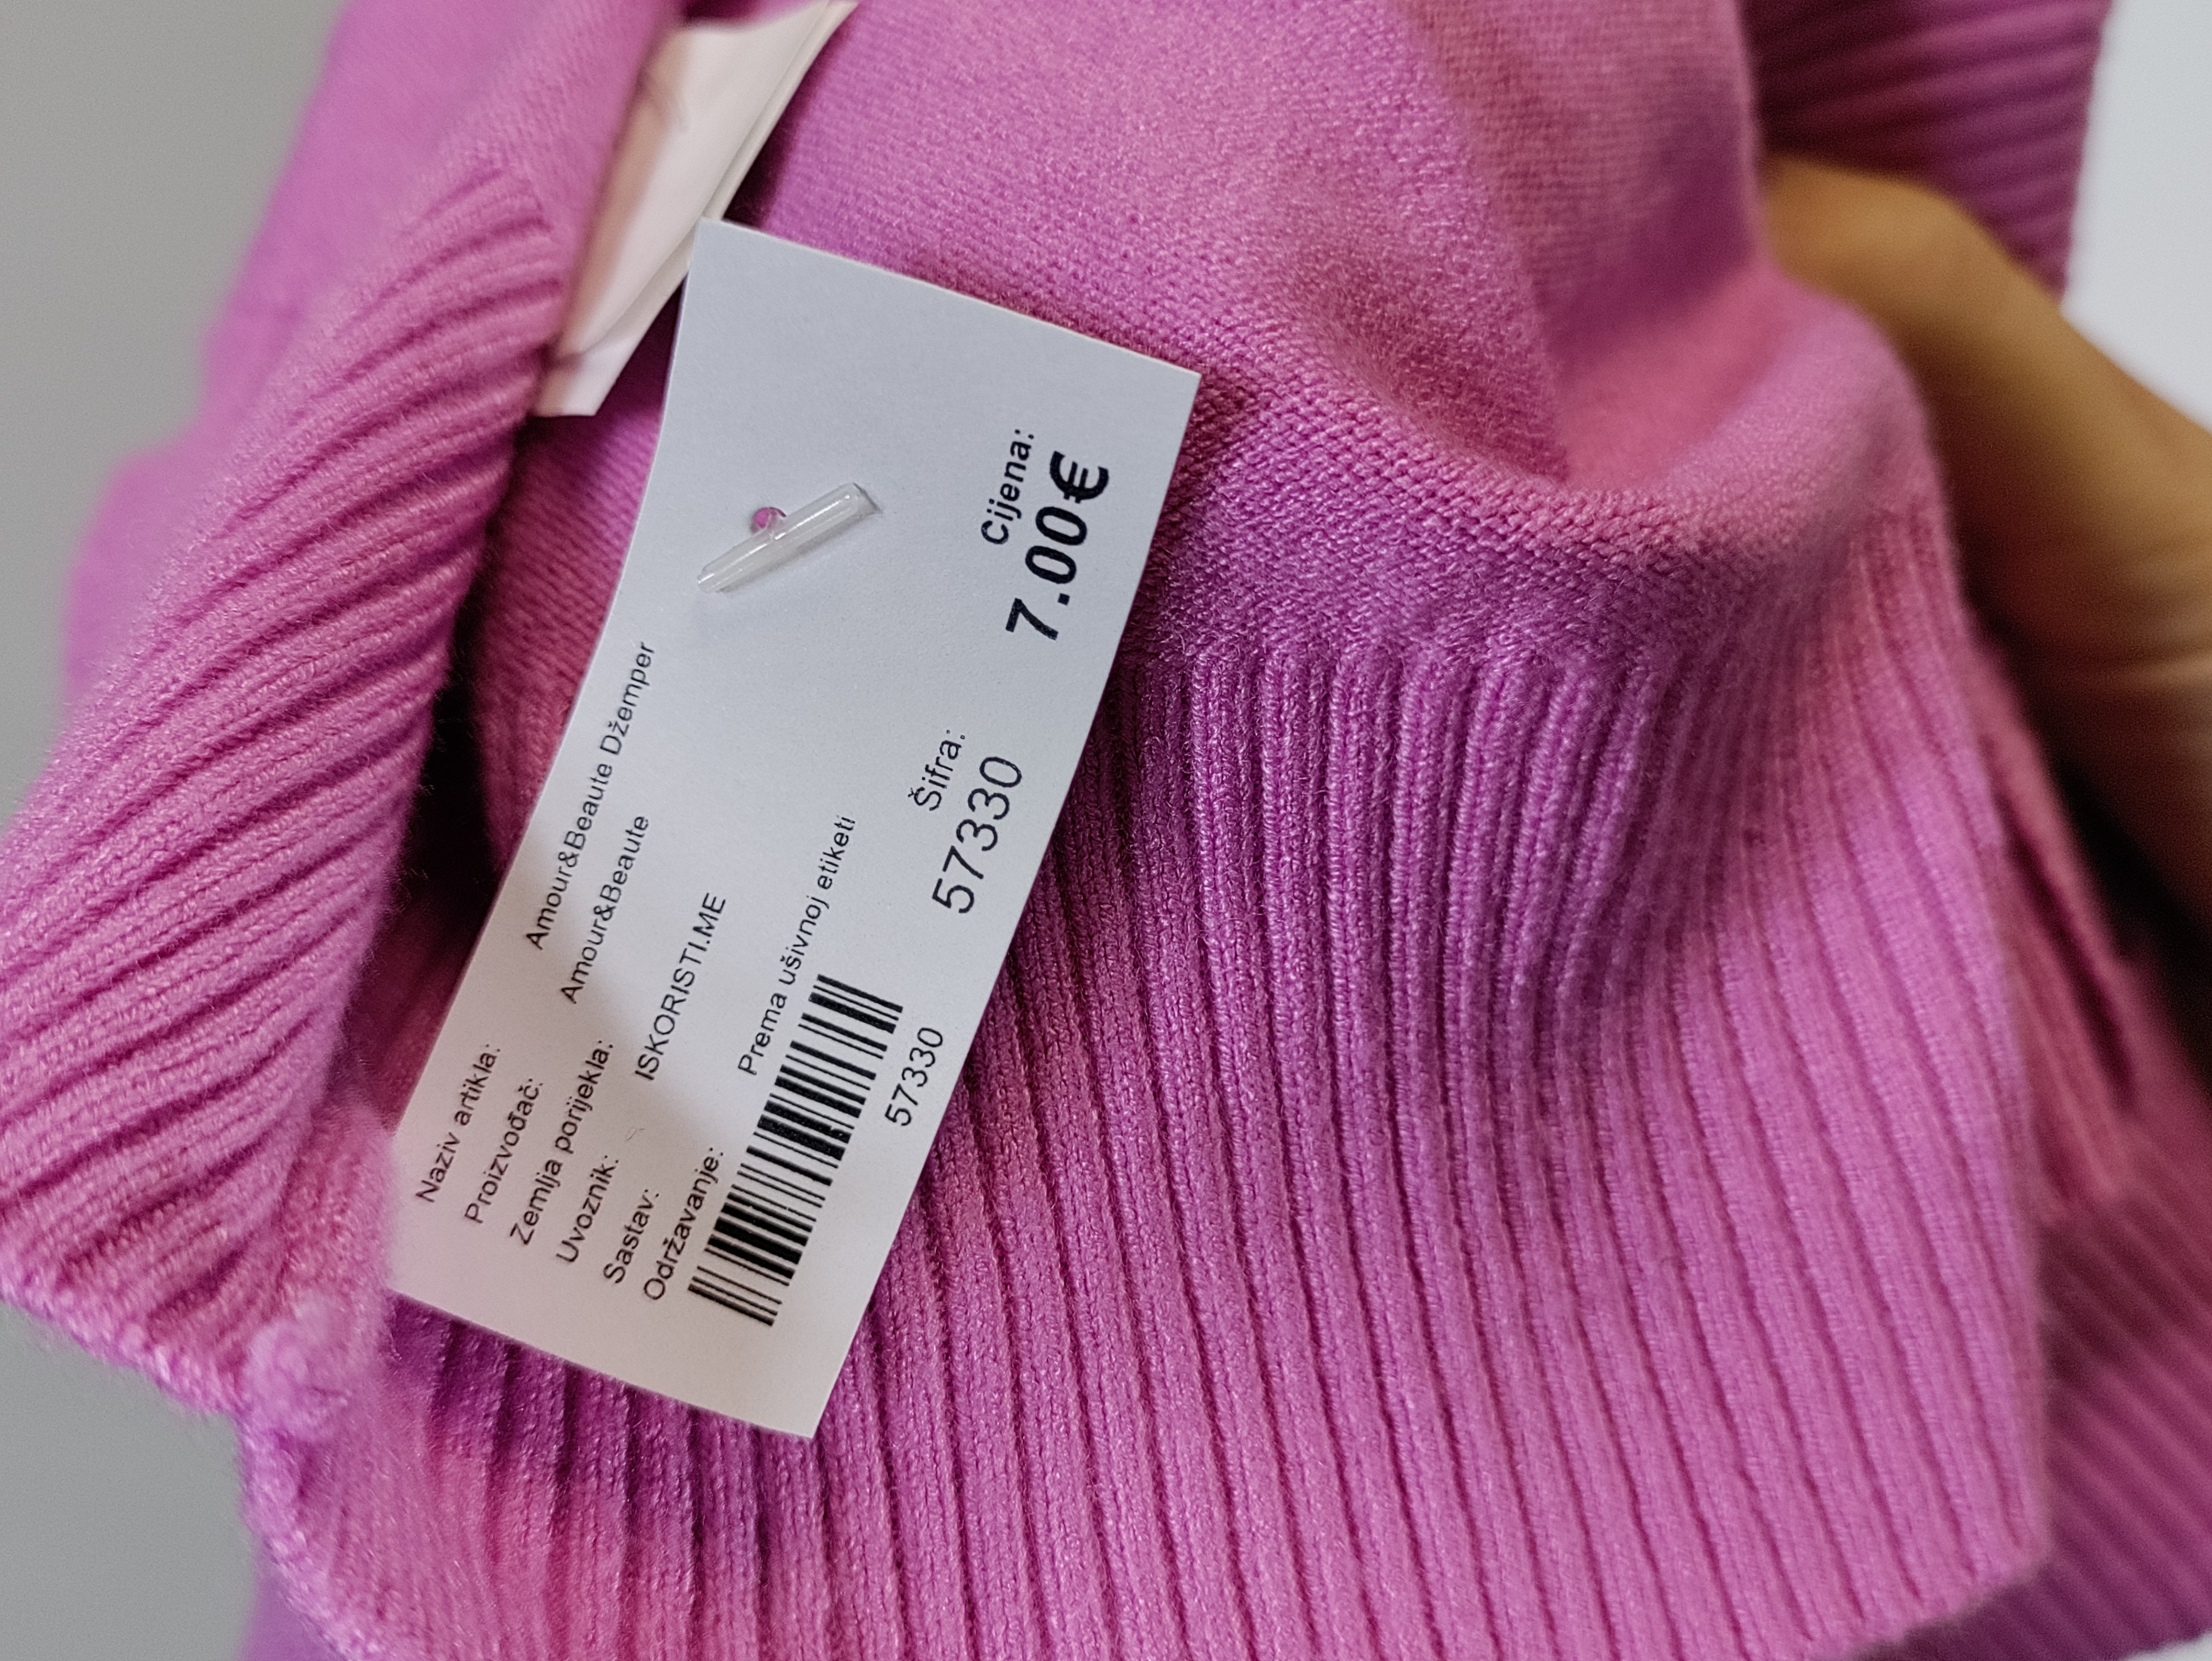 Naziv artikla: Amour&Beaute Džemper
Proizvođač: Amour&Beaute
Zemlja porijekla:
Uvoznik: ISKORISTI.ME
Sastav:
Održavanje: Prema ušivnoj etiketi
57330
Šifra:
57330
Cijena:
7.00€